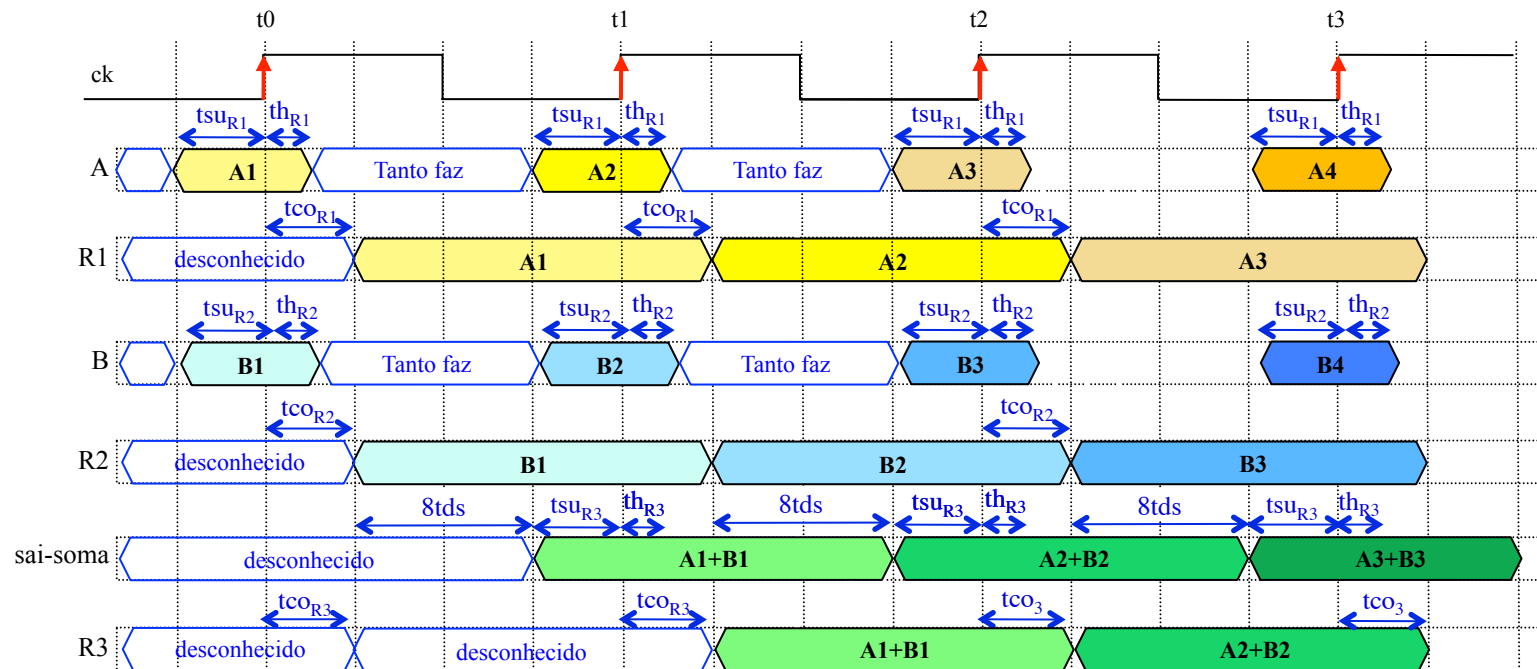 t0 t1 t2 t3
ck
tsuR1 thR1 tsuR1 thR1 tsuR1 thR1 tsuR1 thR1
A A1 Tanto faz A2 Tanto faz A3 A4
tcoR1 tcoR1 tcoR1
R1 desconhecido A1 A2 A3
tsuR2 thR2 tsuR2 thR2 tsuR2 thR2 tsuR2 thR2
B B1 Tanto faz B2 Tanto faz B3 B4
tcoR2 tcoR2
R2 desconhecido B1 B2 B3
8tds tsuR3 thR3 8tds tsuR3 thR3 8tds tsuR3 thR3
sai-soma desconhecido A1+B1 A2+B2 A3+B3
tcoR3 tcoR3 tco3 tco3
R3 desconhecido desconhecido A1+B1 A2+B2